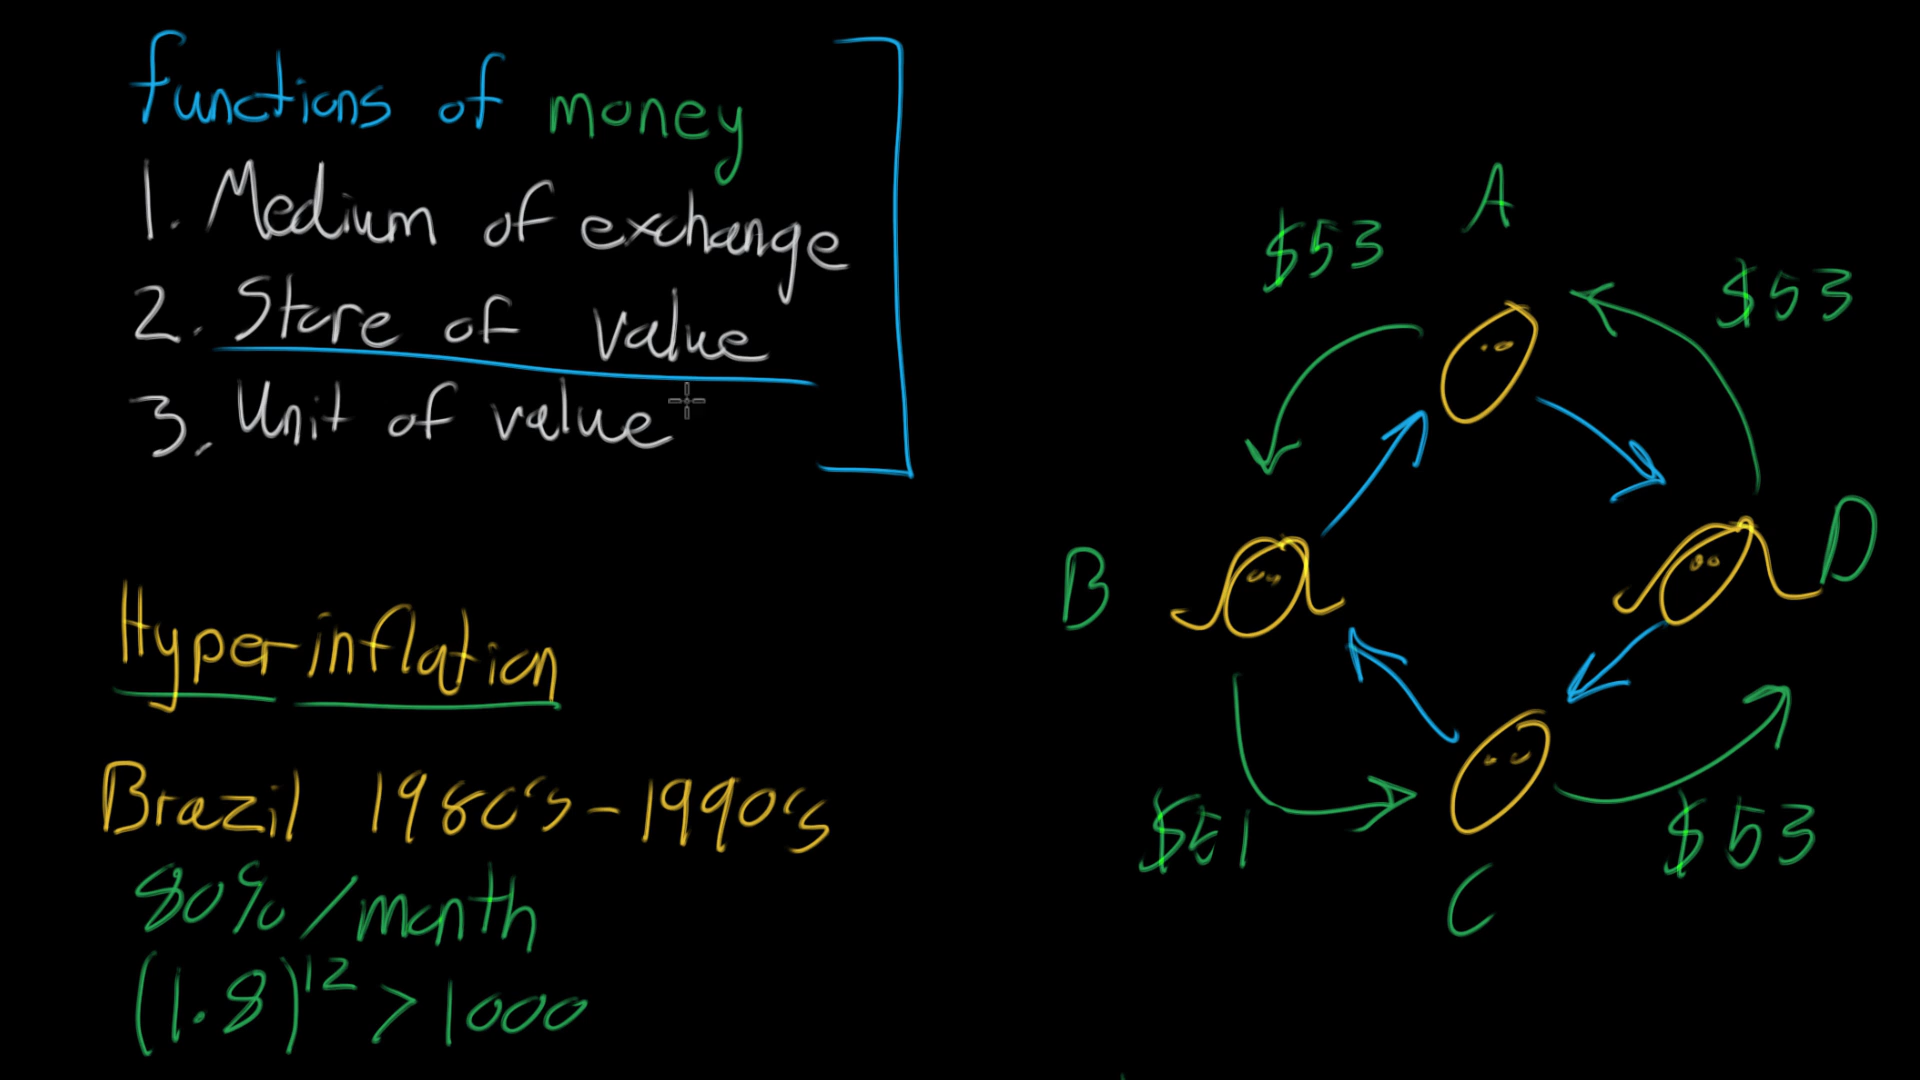 functions of money
1. Medium of exchange
2. Store of value
3. Unit of value
Hyperinflation
Brazil 1980's-1990's
80%/month
(1.8)^12 > 1000
A
$53
$53
B
D
$51
$53
C